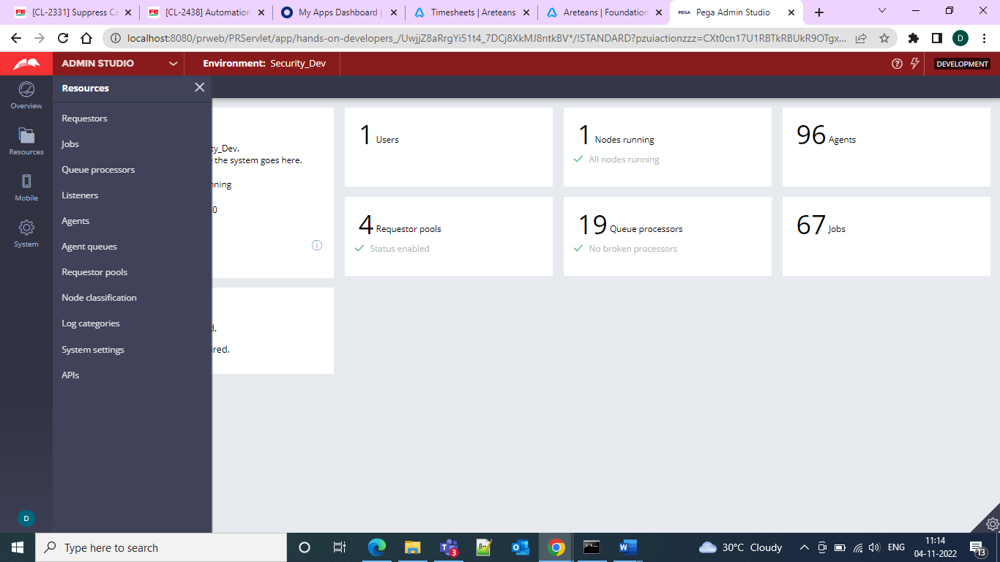 [CL-2331] Suppress Ca
[CL-2438] Automation
My Apps Dashboard |
Timesheets | Areteans
Areteans | Foundation
PEGA Pega Admin Studio
localhost:8080/prweb/PRServlet/app/hands-on-developers_/UwjjZ8aRrgYi51t4_7DCj8XkMJ8ntkBV*/!STANDARD?pzuiactionzzz=CXt0cn17U1RBTkRBUkR9OTgx...
D
ADMIN STUDIO
Environment: Security_Dev
DEVELOPMENT
Overview
Resources
Mobile
System
D
Resources
Requestors
Jobs
Queue processors
Listeners
Agents
Agent queues
Requestor pools
Node classification
Log categories
System settings
APIs
ty_Dev.
the system goes here.
nning
0
d.
ired.
1 Users
1 Nodes running
All nodes running
96 Agents
4 Requestor pools
Status enabled
19 Queue processors
No broken processors
67 Jobs
Type here to search
3
30°C Cloudy
ENG
11:14
04-11-2022
13